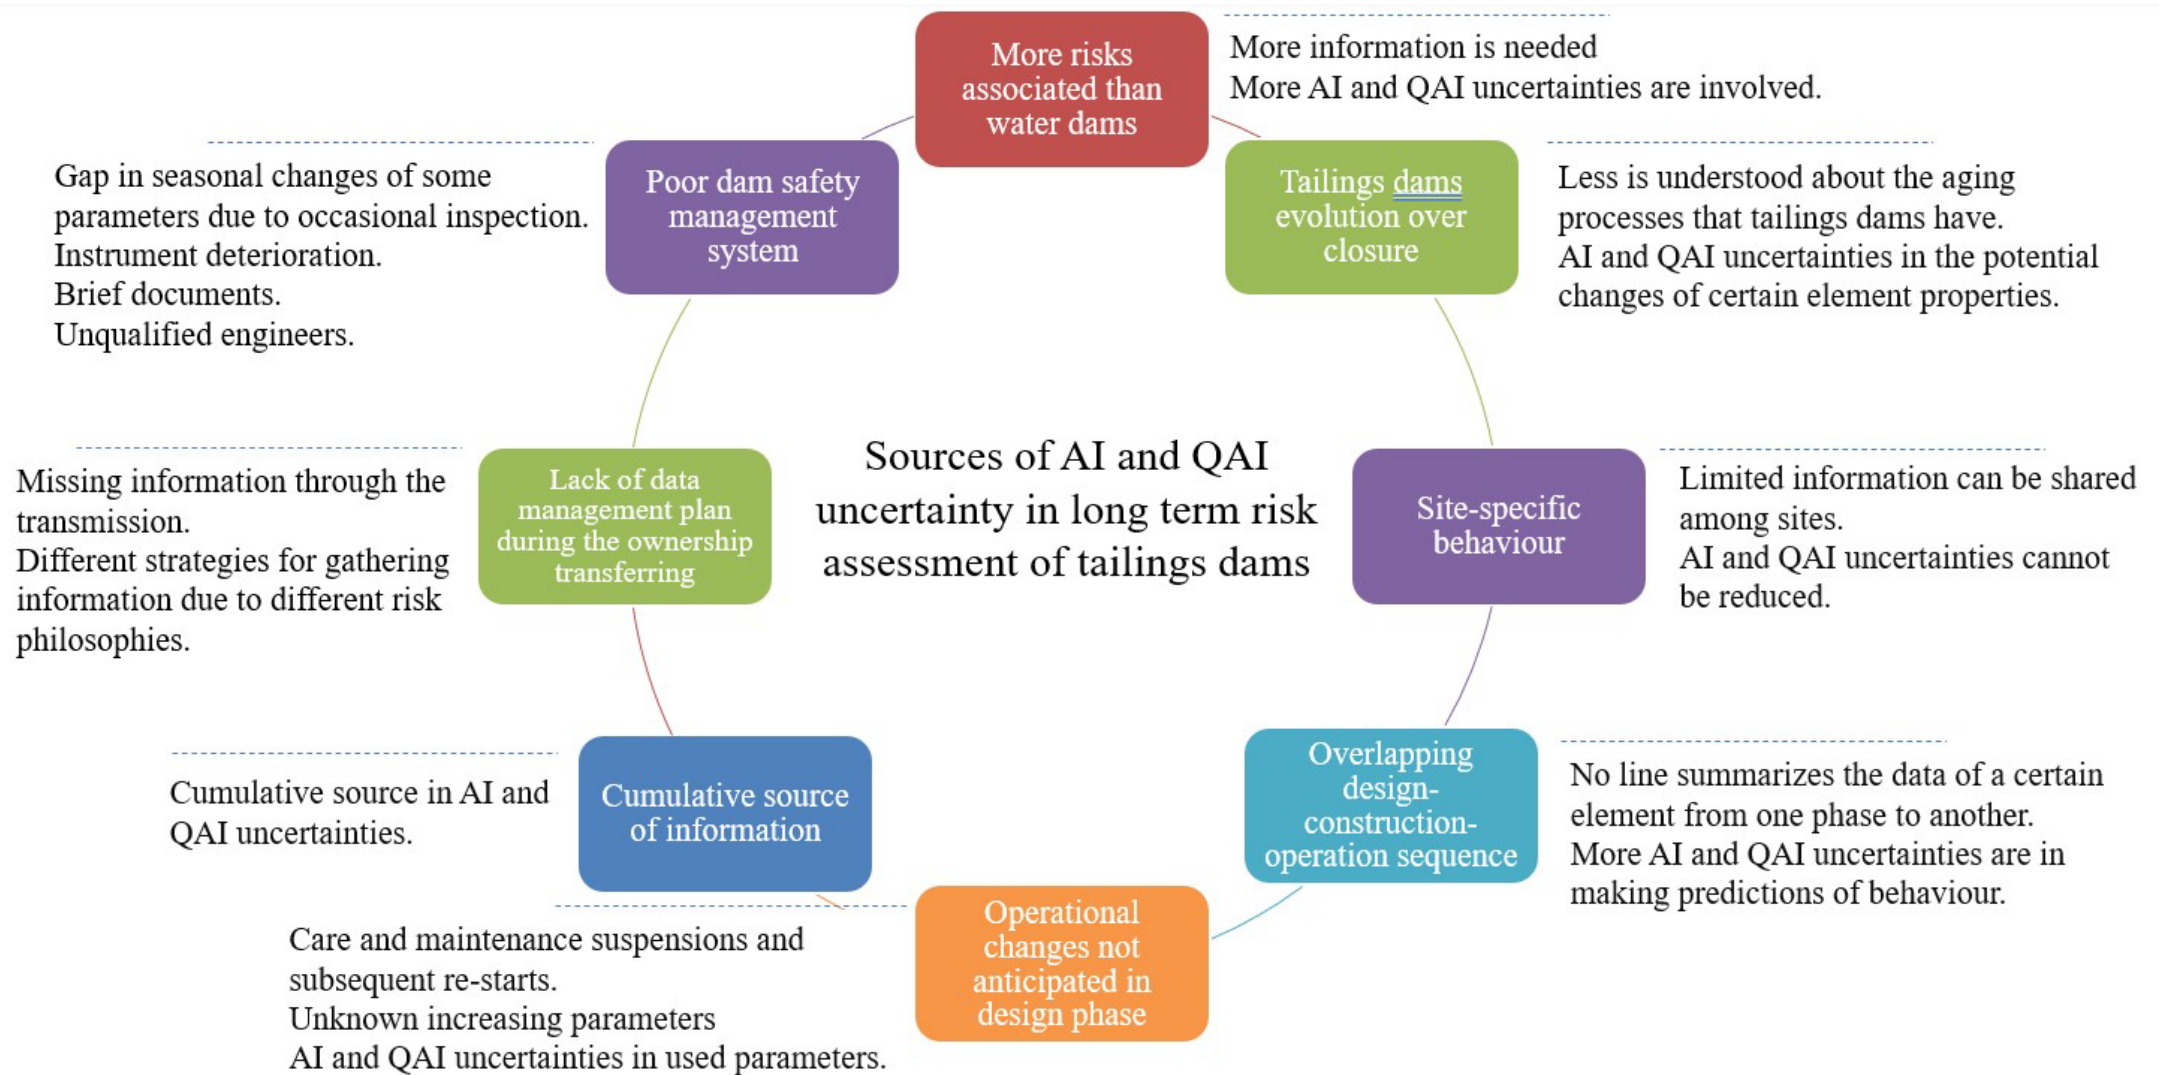 More risks
associated than
water dams
More information is needed
More AI and QAI uncertainties are involved.
Tailings dams
evolution over
closure
Less is understood about the aging
processes that tailings dams have.
AI and QAI uncertainties in the potential
changes of certain element properties.
Site-specific
behaviour
Limited information can be shared
among sites.
AI and QAI uncertainties cannot
be reduced.
Overlapping
design-
construction-
operation sequence
No line summarizes the data of a certain
element from one phase to another.
More AI and QAI uncertainties are in
making predictions of behaviour.
Operational
changes not
anticipated in
design phase
Care and maintenance suspensions and
subsequent re-starts.
Unknown increasing parameters
AI and QAI uncertainties in used parameters.
Cumulative source
of information
Cumulative source in AI and
QAI uncertainties.
Lack of data
management plan
during the ownership
transferring
Missing information through the
transmission.
Different strategies for gathering
information due to different risk
philosophies.
Poor dam safety
management
system
Gap in seasonal changes of some
parameters due to occasional inspection.
Instrument deterioration.
Brief documents.
Unqualified engineers.
Sources of AI and QAI
uncertainty in long term risk
assessment of tailings dams